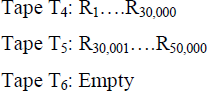 Tape T₄: R₁….R₃₀,₀₀₀
Tape T₅: R₃₀,₀₀₁….R₅₀,₀₀₀
Tape T₆: Empty